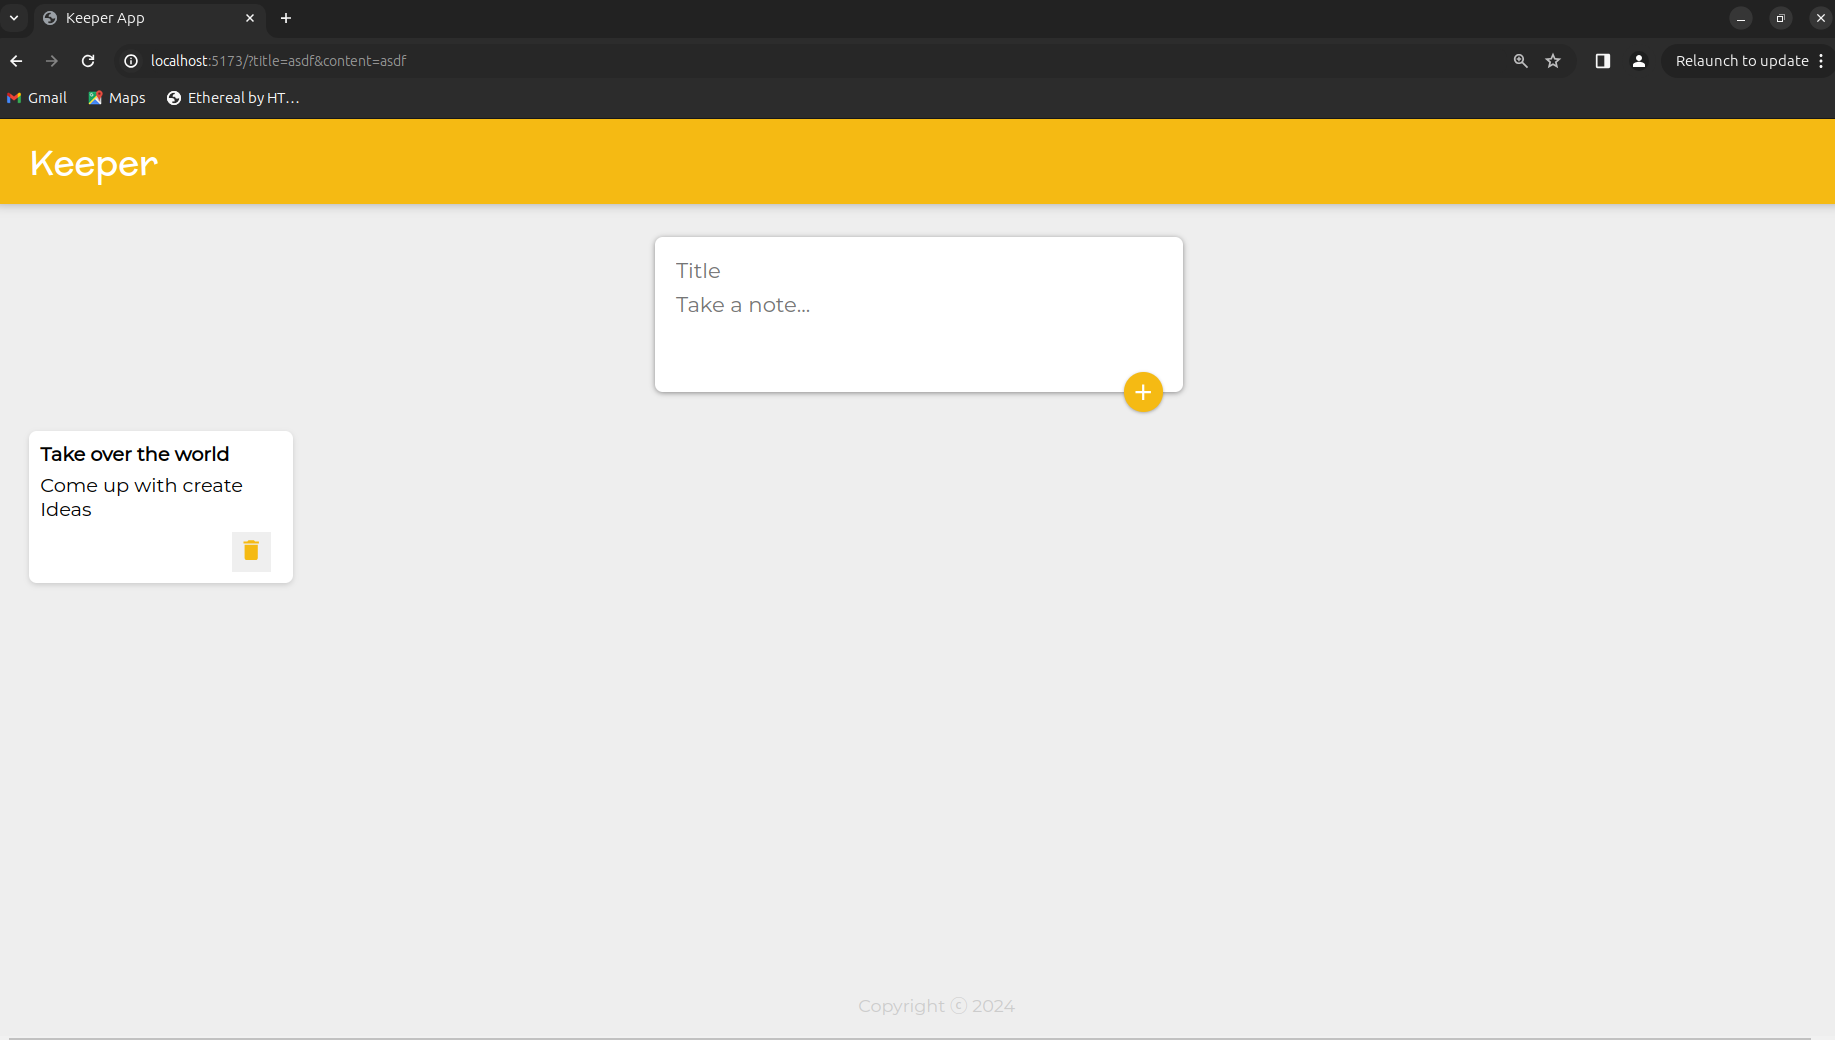 Keeper App
localhost:5173/?title=asdf&content=asdf
Relaunch to update
Gmail
Maps
Ethereal by HT...
Keeper
Title
Take a note...
Take over the world
Come up with create
Ideas
Copyright ⓒ 2024